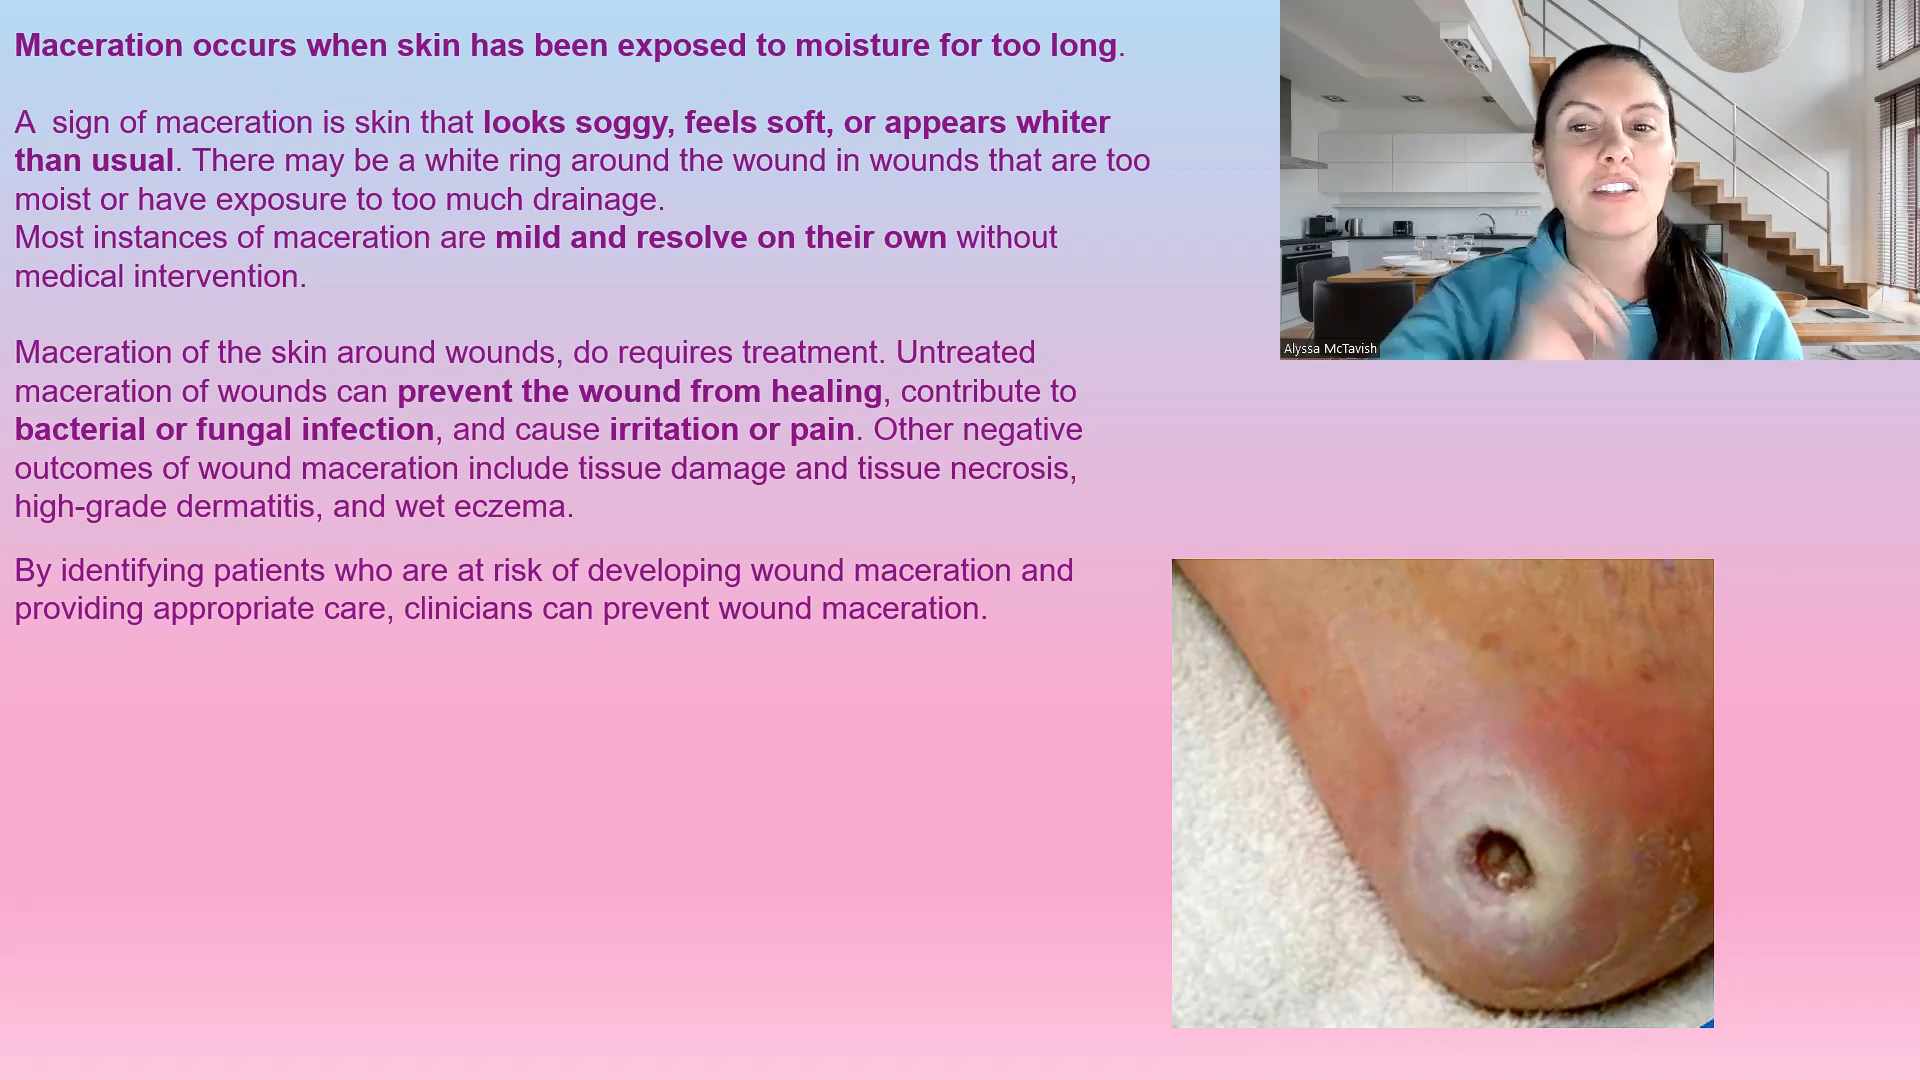 Maceration occurs when skin has been exposed to moisture for too long.
A  sign of maceration is skin that looks soggy, feels soft, or appears whiter
than usual. There may be a white ring around the wound in wounds that are too
moist or have exposure to too much drainage.
Most instances of maceration are mild and resolve on their own without
medical intervention.
Maceration of the skin around wounds, do requires treatment. Untreated
maceration of wounds can prevent the wound from healing, contribute to
bacterial or fungal infection, and cause irritation or pain. Other negative
outcomes of wound maceration include tissue damage and tissue necrosis,
high-grade dermatitis, and wet eczema.
By identifying patients who are at risk of developing wound maceration and
providing appropriate care, clinicians can prevent wound maceration.
Alyssa McTavish